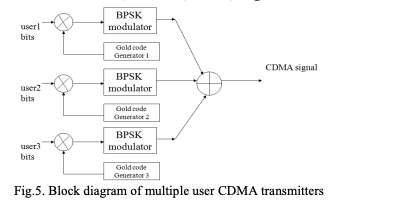 user1
bits
BPSK
modulator
Gold code
Generator 1
user2
bits
BPSK
modulator
Gold code
Generator 2
CDMA signal
user3
bits
BPSK
modulator
Gold code
Generator 3
Fig.5. Block diagram of multiple user CDMA transmitters